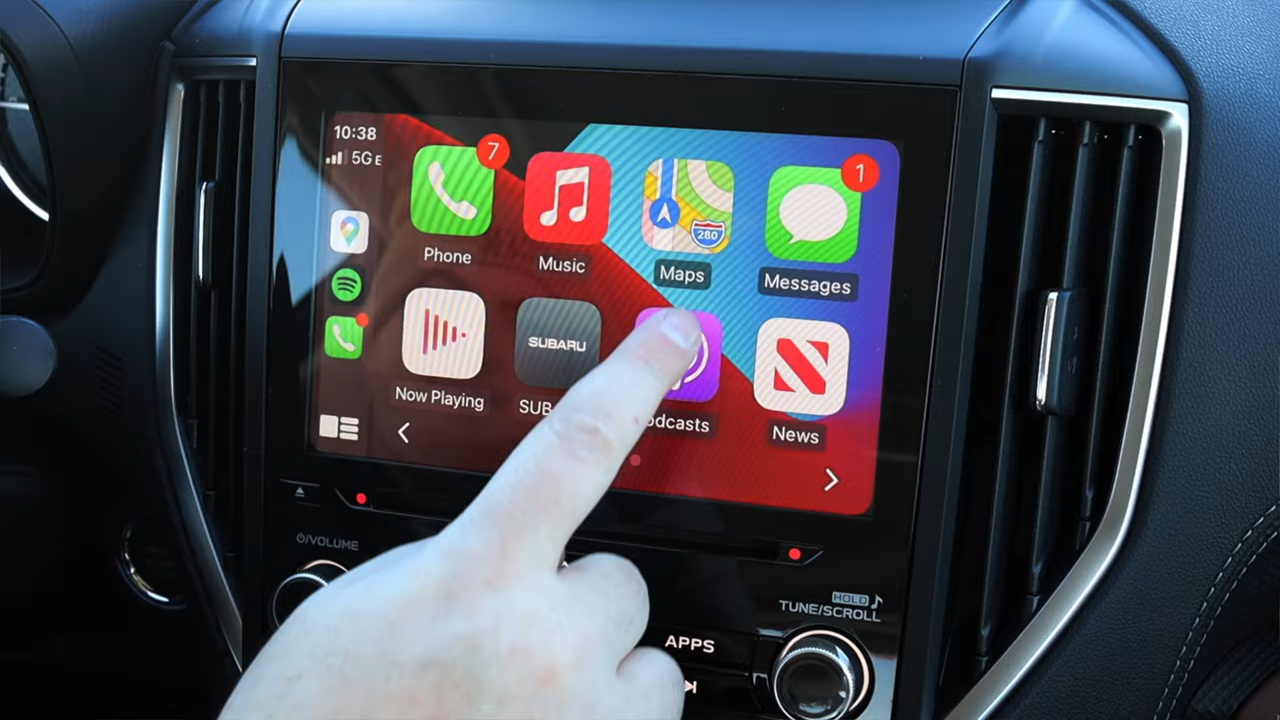 10:38
5G E
7
1
Phone
Music
280
Maps
Messages
SUBARU
Now Playing
SUB
odcasts
News
⏻/VOLUME
HOLD
TUNE/SCROLL
APPS